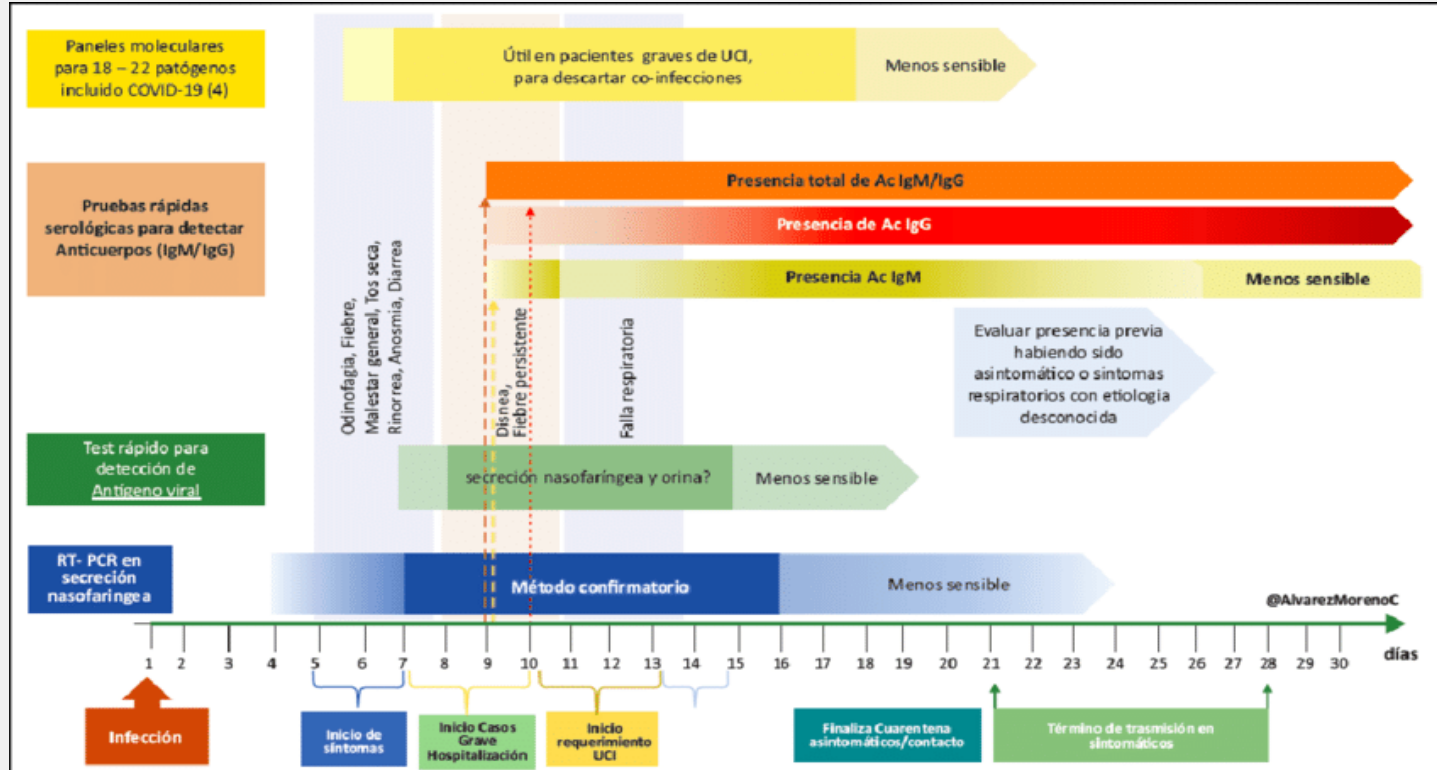 Paneles moleculares
para 18 – 22 patógenos
incluido COVID-19 (4)
Útil en pacientes graves de UCI,
para descartar co-infecciones
Menos sensible
Pruebas rápidas
serológicas para detectar
Anticuerpos (IgM/IgG)
Presencia total de Ac IgM/IgG
Presencia de Ac IgG
Presencia Ac IgM
Menos sensible
Odinofagia, Fiebre,
Malestar general, Tos seca,
Rinorrea, Anosmia, Diarrea
Disnea,
Fiebre persistente
Falla respiratoria
Evaluar presencia previa
habiendo sido
asintomático o sintomas
respiratorios con etiología
desconocida
Test rápido para
detección de
Antígeno viral
secreción nasofaríngea y orina?
Menos sensible
RT- PCR en
secreción
nasofaringea
Método confirmatorio
Menos sensible
@AlvarezMorenoC
1 2 3 4 5 6 7 8 9 10 11 12 13 14 15 16 17 18 19 20 21 22 23 24 25 26 27 28 29 30 días
Infección
Inicio de
síntomas
Inicio Casos
Grave
Hospitalización
Inicio
requerimiento
UCI
Finaliza Cuarentena
asintomáticos/contacto
Término de trasmisión en
sintomáticos